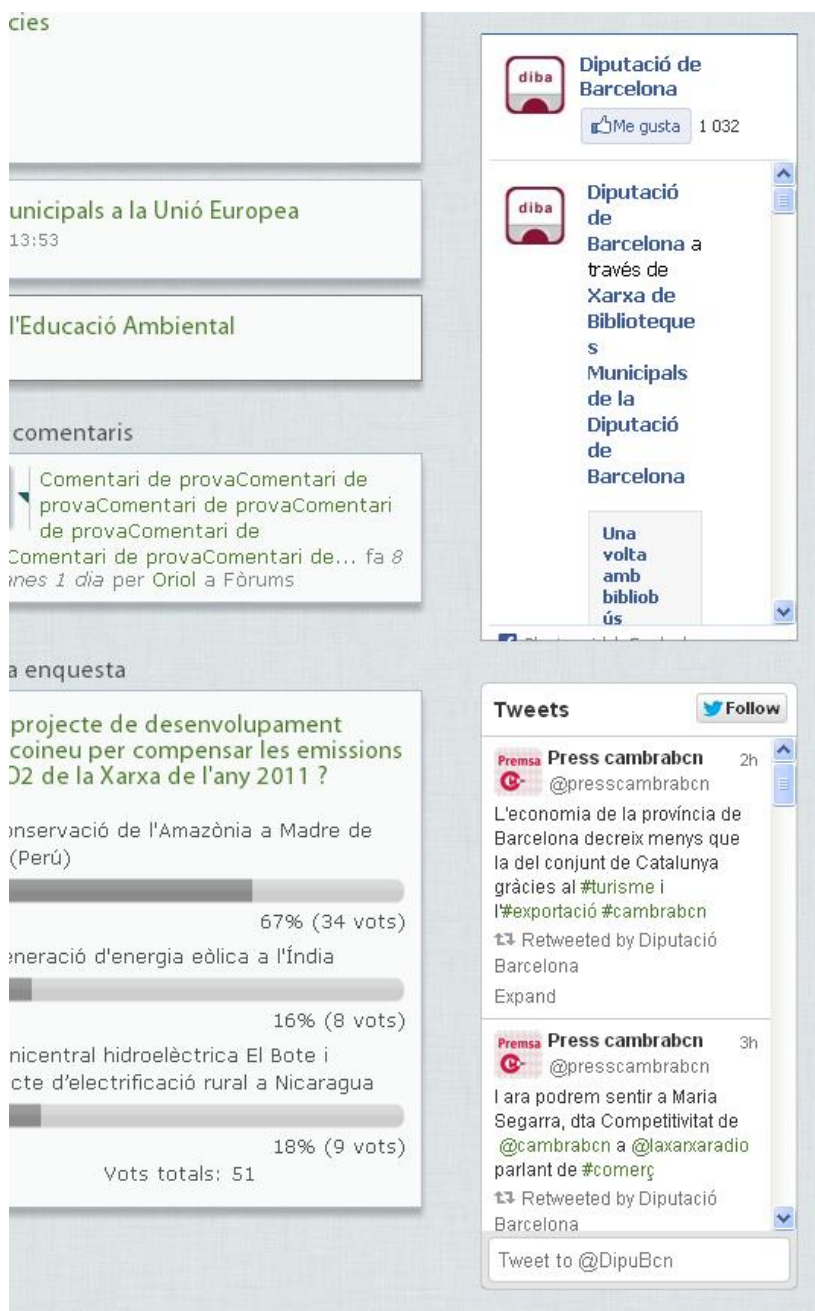 cies
unicipals a la Unió Europea
13:53
l'Educació Ambiental
comentaris
Comentari de provaComentari de
provaComentari de provaComentari
de provaComentari de
Comentari de provaComentari de... fa 8
1 dia per Oriol a Fòrums
a enquesta
projecte de desenvolupament
coineu per compensar les emissions
O2 de la Xarxa de l'any 2011 ?
onservació de l'Amazònia a Madre de
(Perú)
67% (34 vots)
eneració d'energia eòlica a l'Índia
16% (8 vots)
nicentral hidroelèctrica El Bote i
cte d'electrificació rural a Nicaragua
18% (9 vots)
Vots totals: 51
diba
Diputació de
Barcelona
Me gusta 1 032
diba
Diputació
de
Barcelona a
través de
Xarxa de
Biblioteque
s
Municipals
de la
Diputació
de
Barcelona
Una
volta
amb
bibliob
ús
Tweets
Follow
Premsa Press cambrabcn 2h
@presscambrabcn
L'economia de la província de
Barcelona decreix menys que
la del conjunt de Catalunya
gràcies al #turisme i
l'#exportació #cambrabcn
Retweeted by Diputació
Barcelona
Expand
Premsa Press cambrabcn 3h
@presscambrabcn
I ara podrem sentir a Maria
Segarra, dta Competitivitat de
@cambrabcn a @laxarxaradio
parlant de #comerç
Retweeted by Diputació
Barcelona
Tweet to @DipuBcn